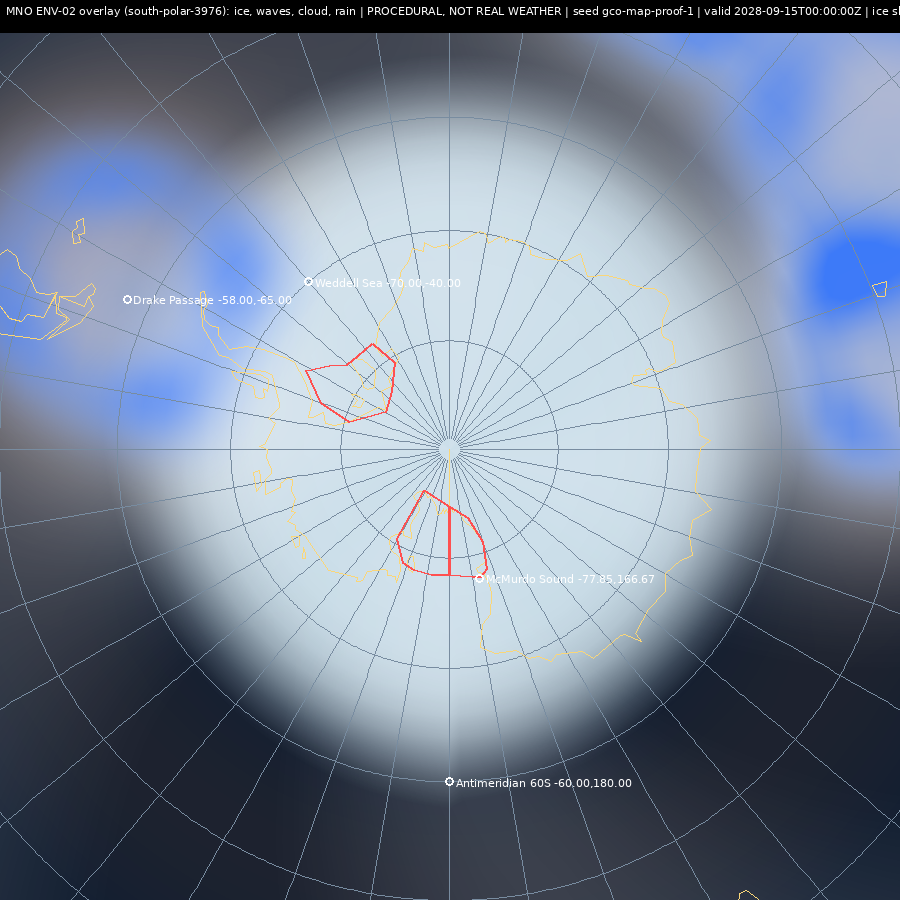 MNO ENV-02 overlay (south-polar-3976): ice, waves, cloud, rain | PROCEDURAL, NOT REAL WEATHER | seed gco-map-proof-1 | valid 2028-09-15T00:00:00Z | ice
Weddell Sea -70.00,-40.00
Drake Passage -58.00,-65.00
McMurdo Sound -77.85,166.67
Antimeridian 60S -60.00,180.00